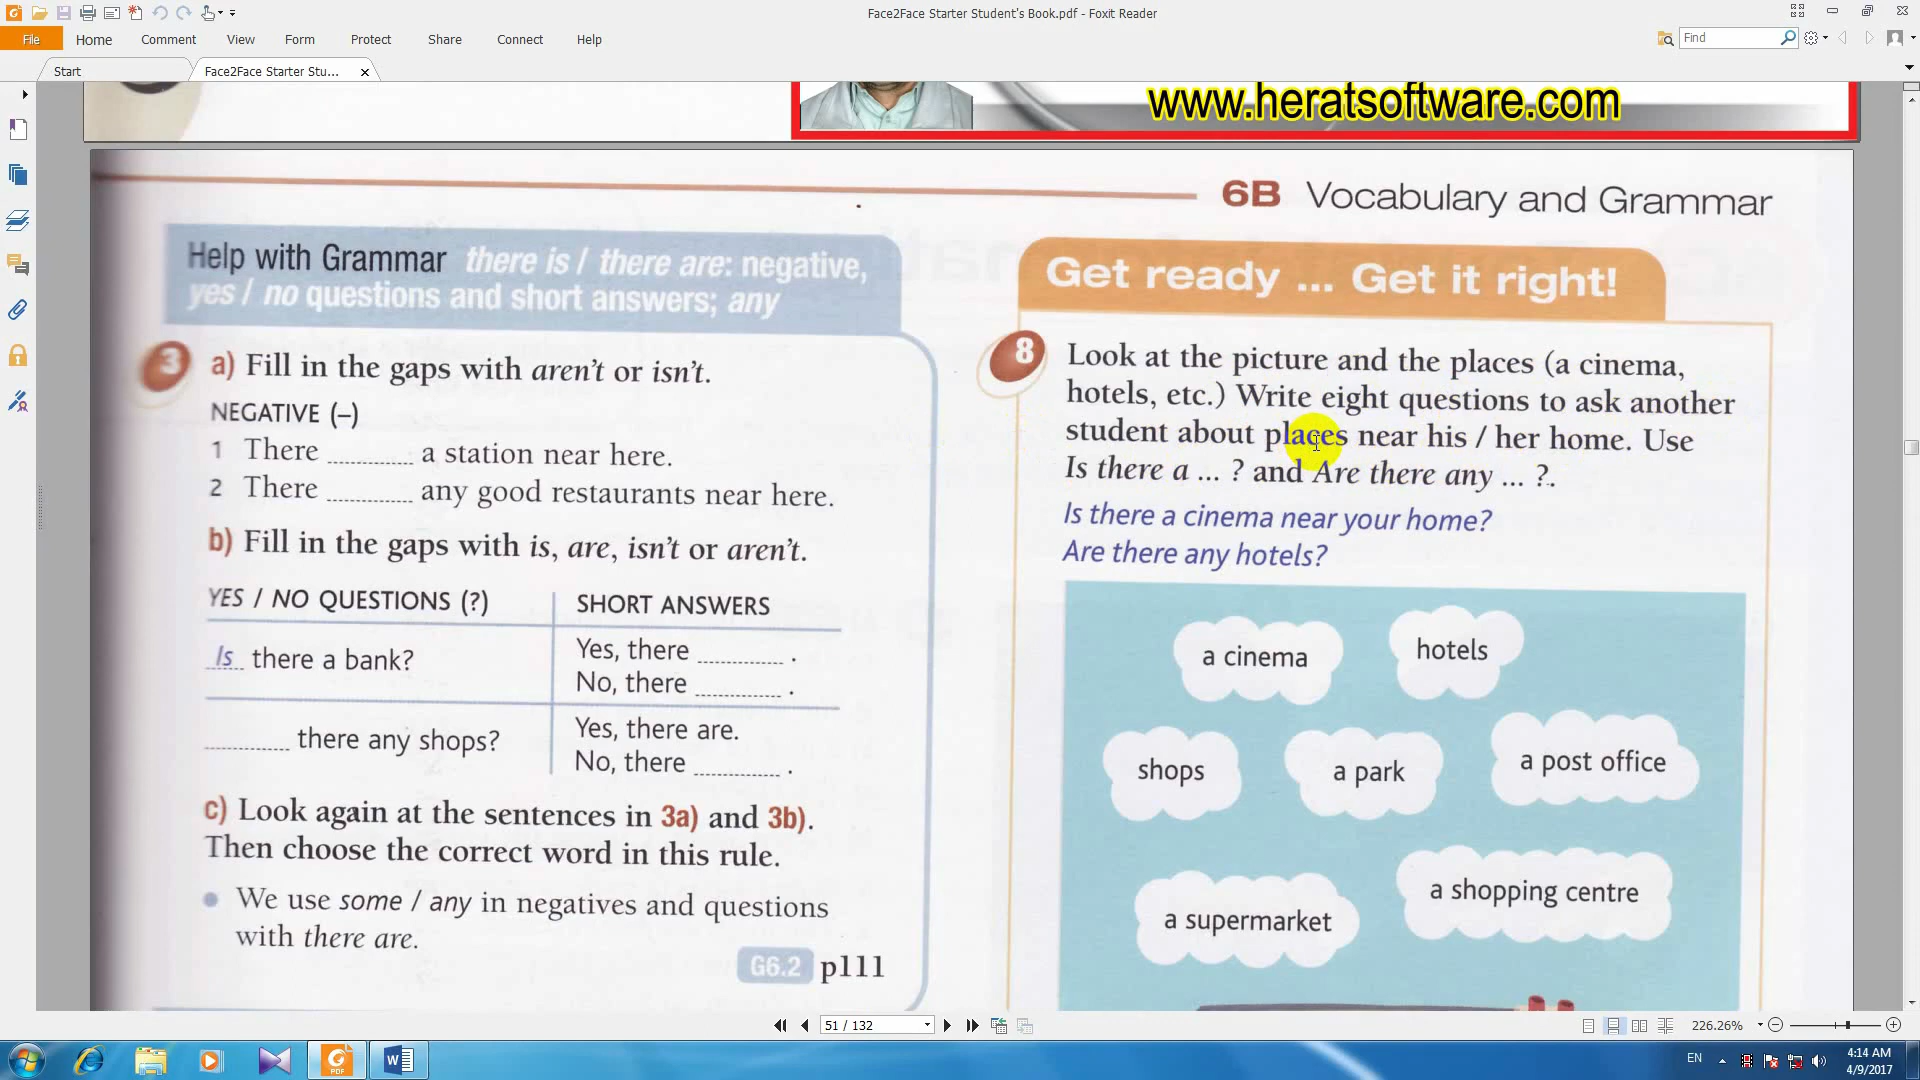 Face2Face Starter Student's Book.pdf - Foxit Reader
File Home Comment View Form Protect Share Connect Help
Find
Start
Face2Face Starter Stu...
www.heratsoftware.com
6B Vocabulary and Grammar
Help with Grammar there is / there are: negative,
yes / no questions and short answers; any
3 a) Fill in the gaps with aren't or isn't.
NEGATIVE (–)
1 There ............ a station near here.
2 There ............ any good restaurants near here.
b) Fill in the gaps with is, are, isn't or aren't.
YES / NO QUESTIONS (?) SHORT ANSWERS
Is there a bank?
Yes, there ............ .
No, there ............ .
............ there any shops?
Yes, there are.
No, there ............ .
c) Look again at the sentences in 3a) and 3b).
Then choose the correct word in this rule.
We use some / any in negatives and questions
with there are.
G6.2 p111
Get ready ... Get it right!
8 Look at the picture and the places (a cinema,
hotels, etc.) Write eight questions to ask another
student about places near his / her home. Use
Is there a ... ? and Are there any ... ?.
Is there a cinema near your home?
Are there any hotels?
a cinema
hotels
shops
a park
a post office
a supermarket
a shopping centre
51 / 132
226.26%
EN
4:14 AM
4/9/2017